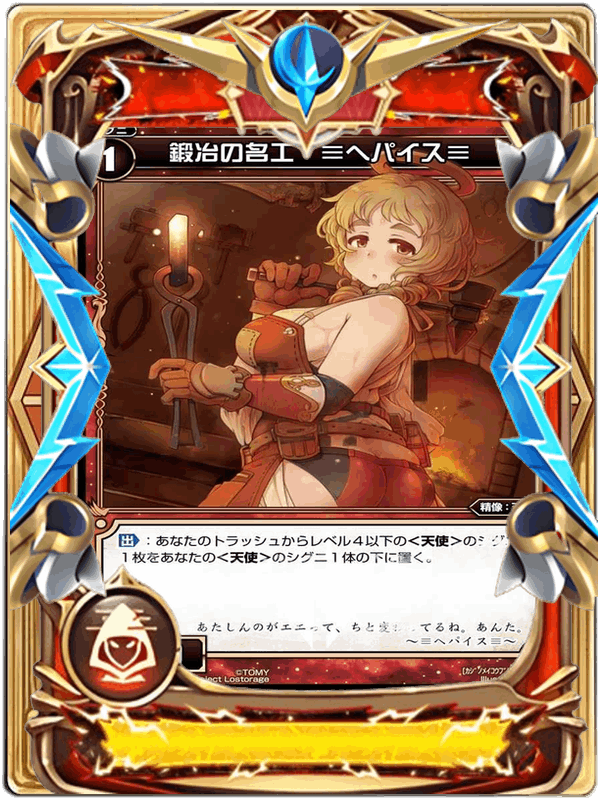 1 鍛冶の名工 ≡ヘパイス≡
精像：
出：あなたのトラッシュからレベル４以下の＜天使＞のシグ
１枚をあなたの＜天使＞のシグニ１体の下に置く。
あたしんのがエニって、ちと変わってるね。あんた。
～≡ヘパイス≡～
©TOMY
oject Lostorage
Illus